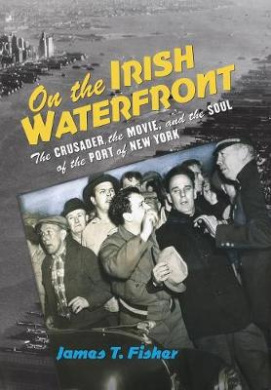 On the IRISH
WATERFRONT
The CRUSADER, the MOVIE, and the SOUL
of the PORT of NEW YORK
James T. Fisher